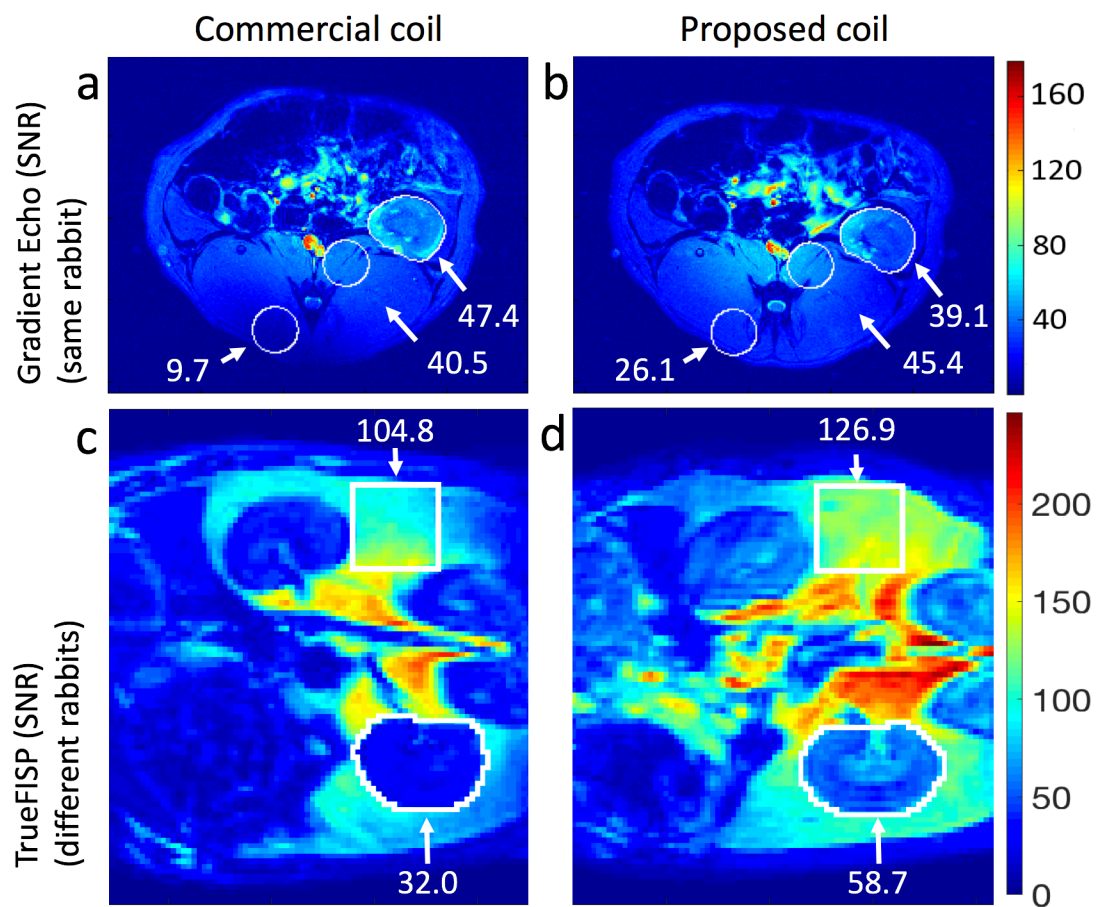 Commercial coil
Proposed coil
Gradient Echo (SNR)
(same rabbit)
a
47.4
40.5
9.7
b
39.1
45.4
26.1
160
120
80
40
TrueFISP (SNR)
(different rabbits)
c
104.8
32.0
d
126.9
58.7
200
150
100
50
0